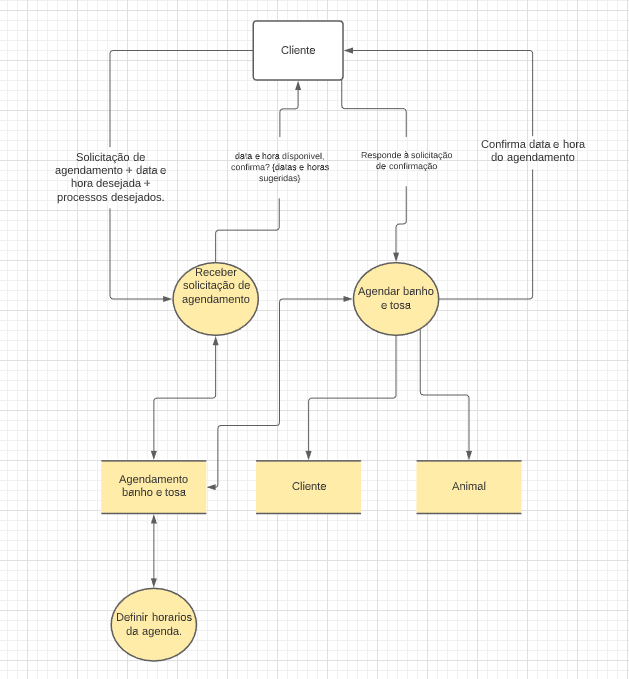 Cliente
Solicitação de
agendamento + data e
hora desejada +
processos desejados.
data e hora dísponivel,
confirma? {datas e horas
sugeridas}
Responde à solicitação
de confirmação
Confirma data e hora
do agendamento
Receber
solicitação de
agendamento
Agendar banho
e tosa
Agendamento
banho e tosa
Cliente
Animal
Definir horarios
da agenda.